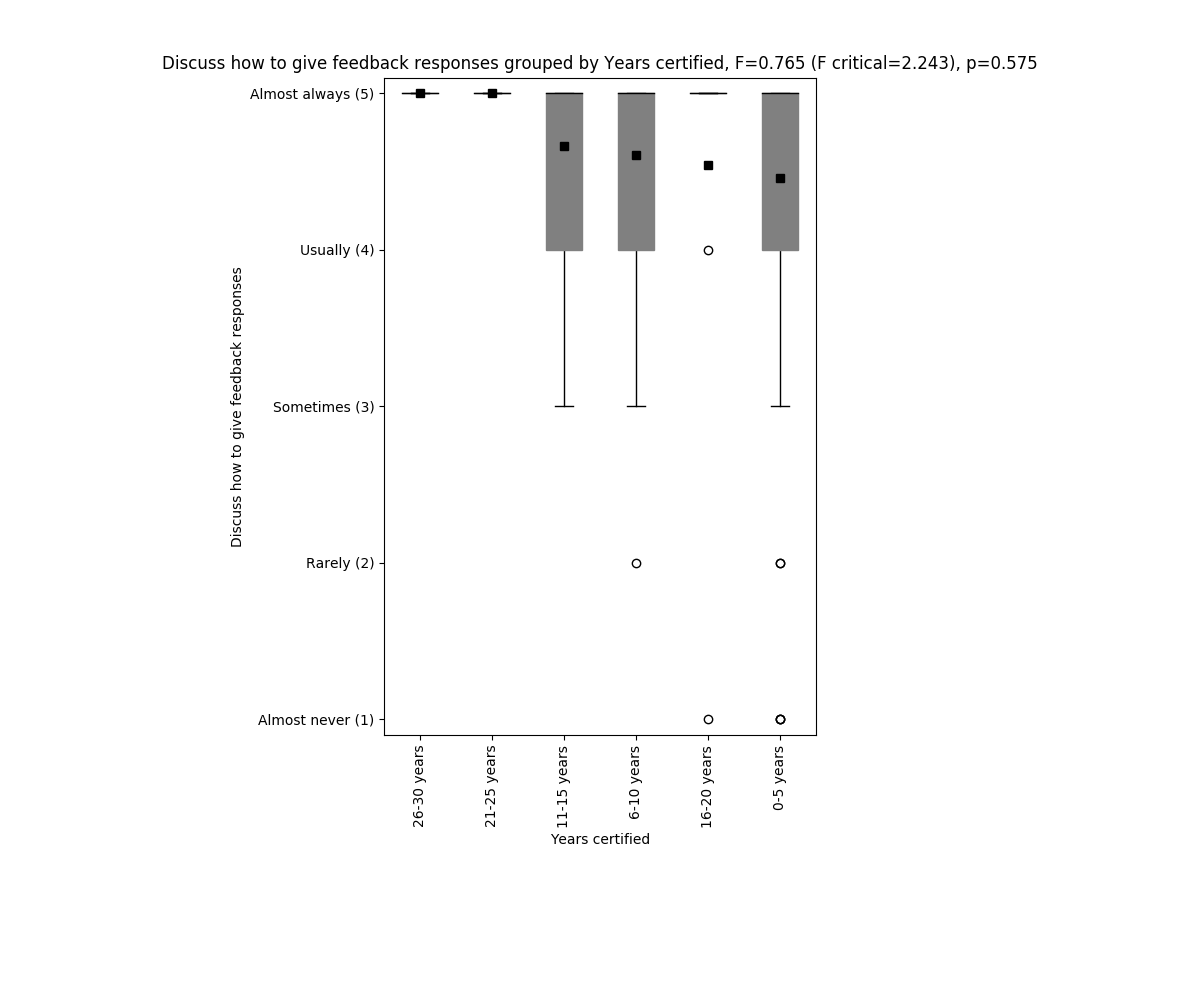 Discuss how to give feedback responses grouped by Years certified, F=0.765 (F critical=2.243), p=0.575
Almost always (5)
Usually (4)
Sometimes (3)
Rarely (2)
Almost never (1)
Discuss how to give feedback responses
26-30 years
21-25 years
11-15 years
6-10 years
16-20 years
0-5 years
Years certified